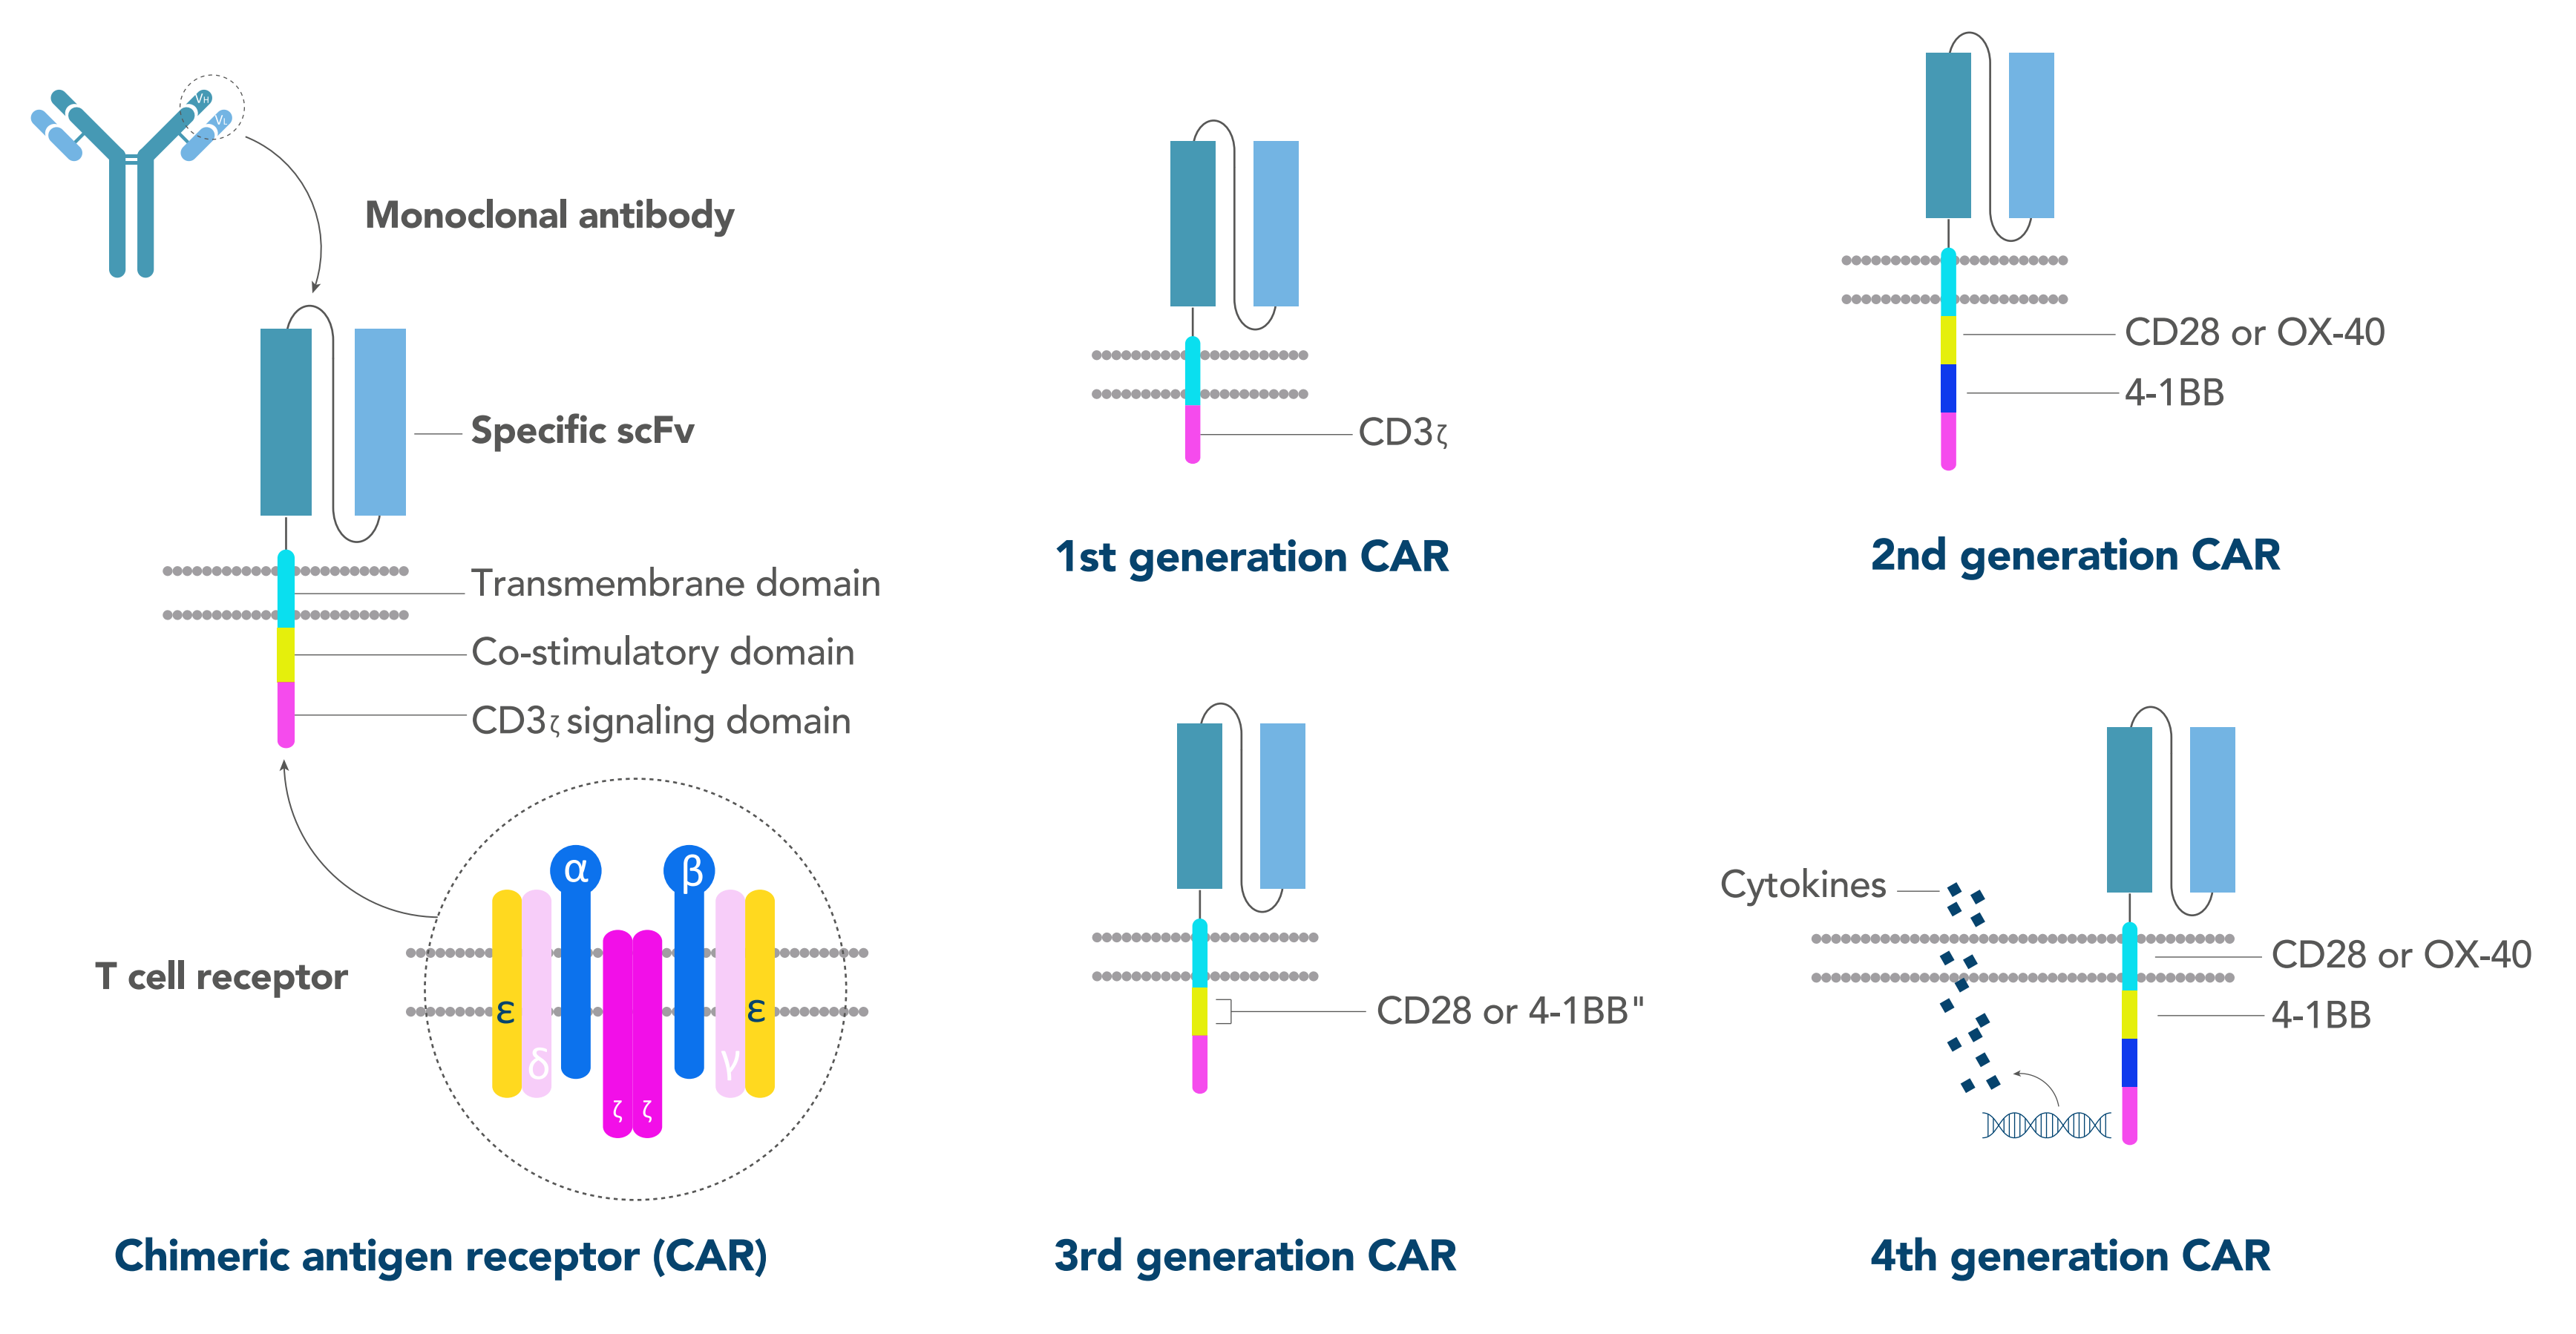 VH
VL
Monoclonal antibody
Specific scFv
Transmembrane domain
Co-stimulatory domain
CD3ζ signaling domain
T cell receptor
α
β
ε
δ
ζ
ζ
γ
ε
Chimeric antigen receptor (CAR)
CD3ζ
1st generation CAR
CD28 or OX-40
4-1BB
2nd generation CAR
CD28 or 4-1BB"
3rd generation CAR
Cytokines
CD28 or OX-40
4-1BB
4th generation CAR